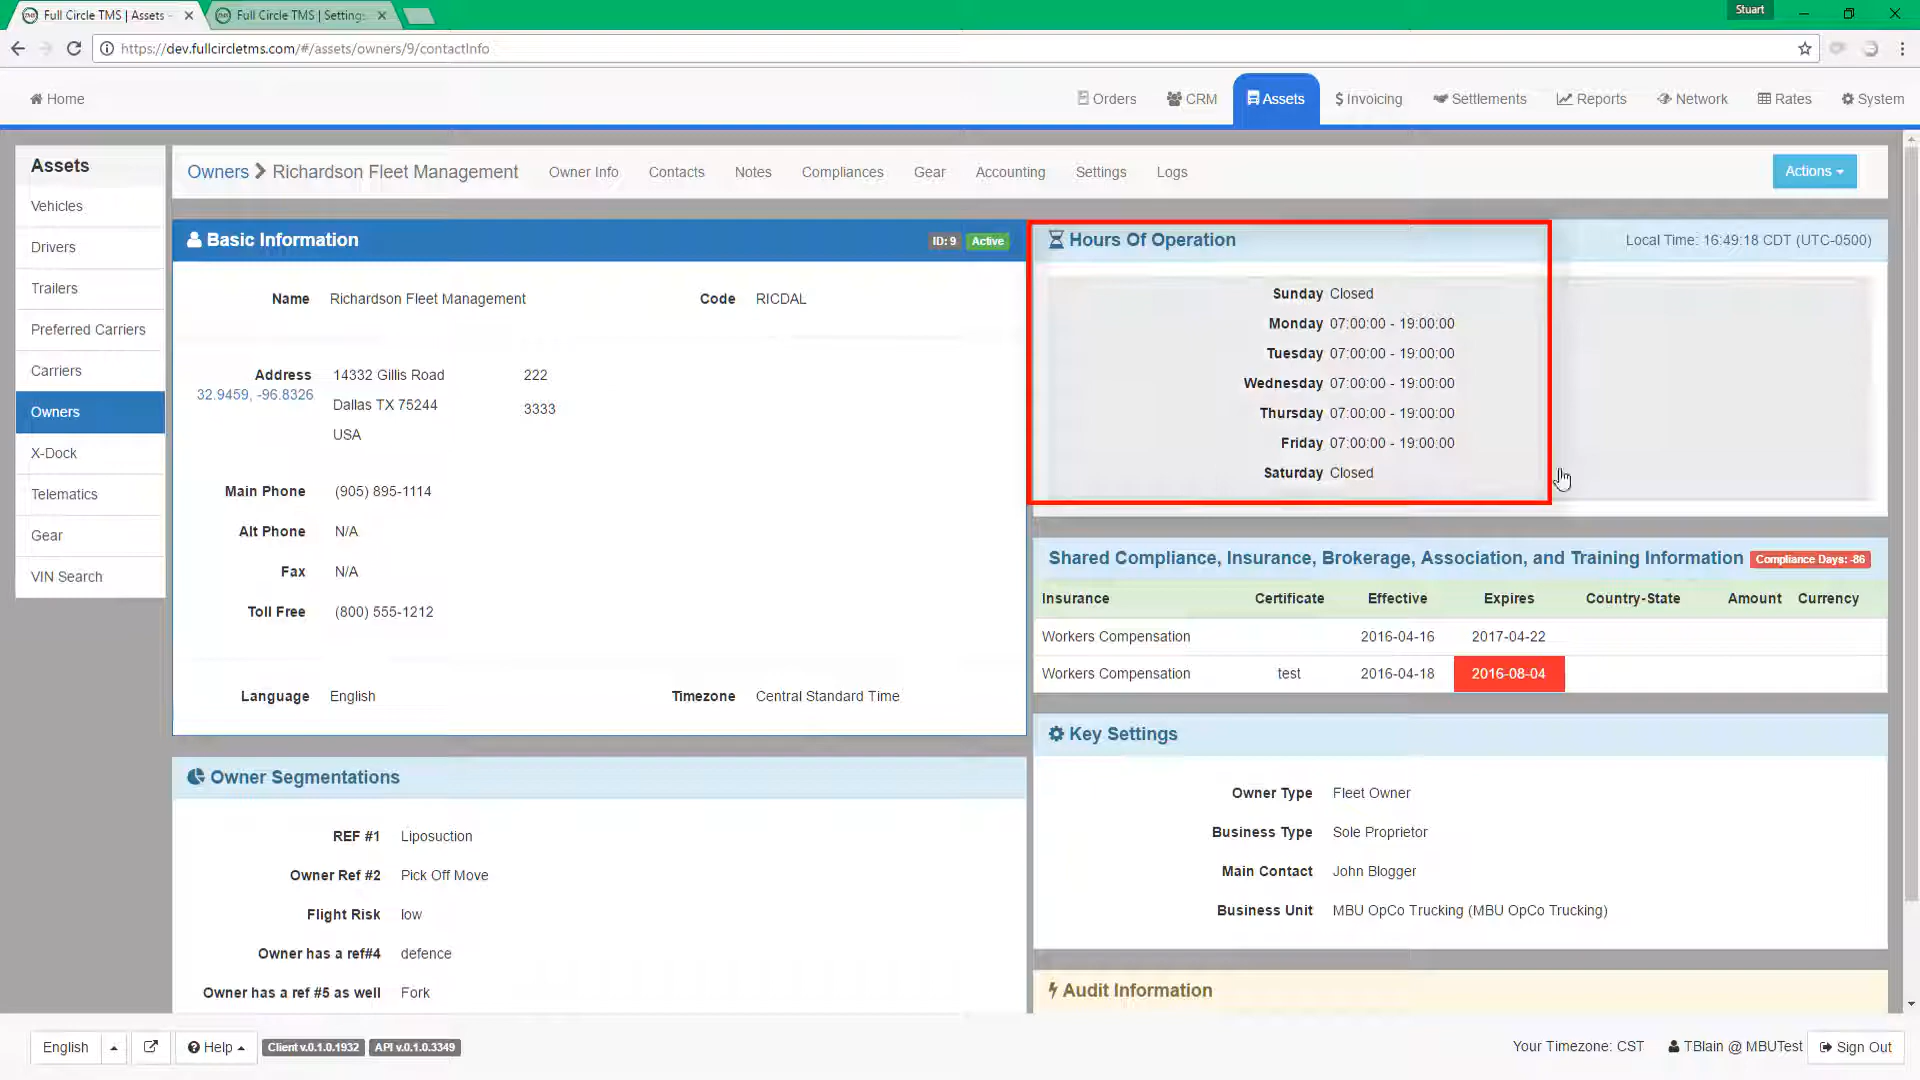 Full Circle TMS | Assets -
Full Circle TMS | Setting:
Stuart
https://dev.fullcircletms.com/#/assets/owners/9/contactInfo
Home
Orders
CRM
Assets
$ Invoicing
Settlements
Reports
Network
Rates
System
Assets
Vehicles
Drivers
Trailers
Preferred Carriers
Carriers
Owners
X-Dock
Telematics
Gear
VIN Search
Owners > Richardson Fleet Management
Owner Info
Contacts
Notes
Compliances
Gear
Accounting
Settings
Logs
Actions
Basic Information
ID: 9
Active
Name Richardson Fleet Management
Code RICDAL
Address 14332 Gillis Road 222
32.9459, -96.8326
Dallas TX 75244 3333
USA
Main Phone (905) 895-1114
Alt Phone N/A
Fax N/A
Toll Free (800) 555-1212
Language English
Timezone Central Standard Time
Owner Segmentations
REF #1 Liposuction
Owner Ref #2 Pick Off Move
Flight Risk low
Owner has a ref#4 defence
Owner has a ref #5 as well Fork
Hours Of Operation
Local Time: 16:49:18 CDT (UTC-0500)
Sunday Closed
Monday 07:00:00 - 19:00:00
Tuesday 07:00:00 - 19:00:00
Wednesday 07:00:00 - 19:00:00
Thursday 07:00:00 - 19:00:00
Friday 07:00:00 - 19:00:00
Saturday Closed
Shared Compliance, Insurance, Brokerage, Association, and Training Information
Compliance Days: -86
Insurance Certificate Effective Expires Country-State Amount Currency
Workers Compensation 2016-04-16 2017-04-22
Workers Compensation test 2016-04-18 2016-08-04
Key Settings
Owner Type Fleet Owner
Business Type Sole Proprietor
Main Contact John Blogger
Business Unit MBU OpCo Trucking (MBU OpCo Trucking)
Audit Information
English
Help
Client v.0.1.0.1932
API v.0.1.0.3349
Your Timezone: CST
TBlain @ MBUTest
Sign Out